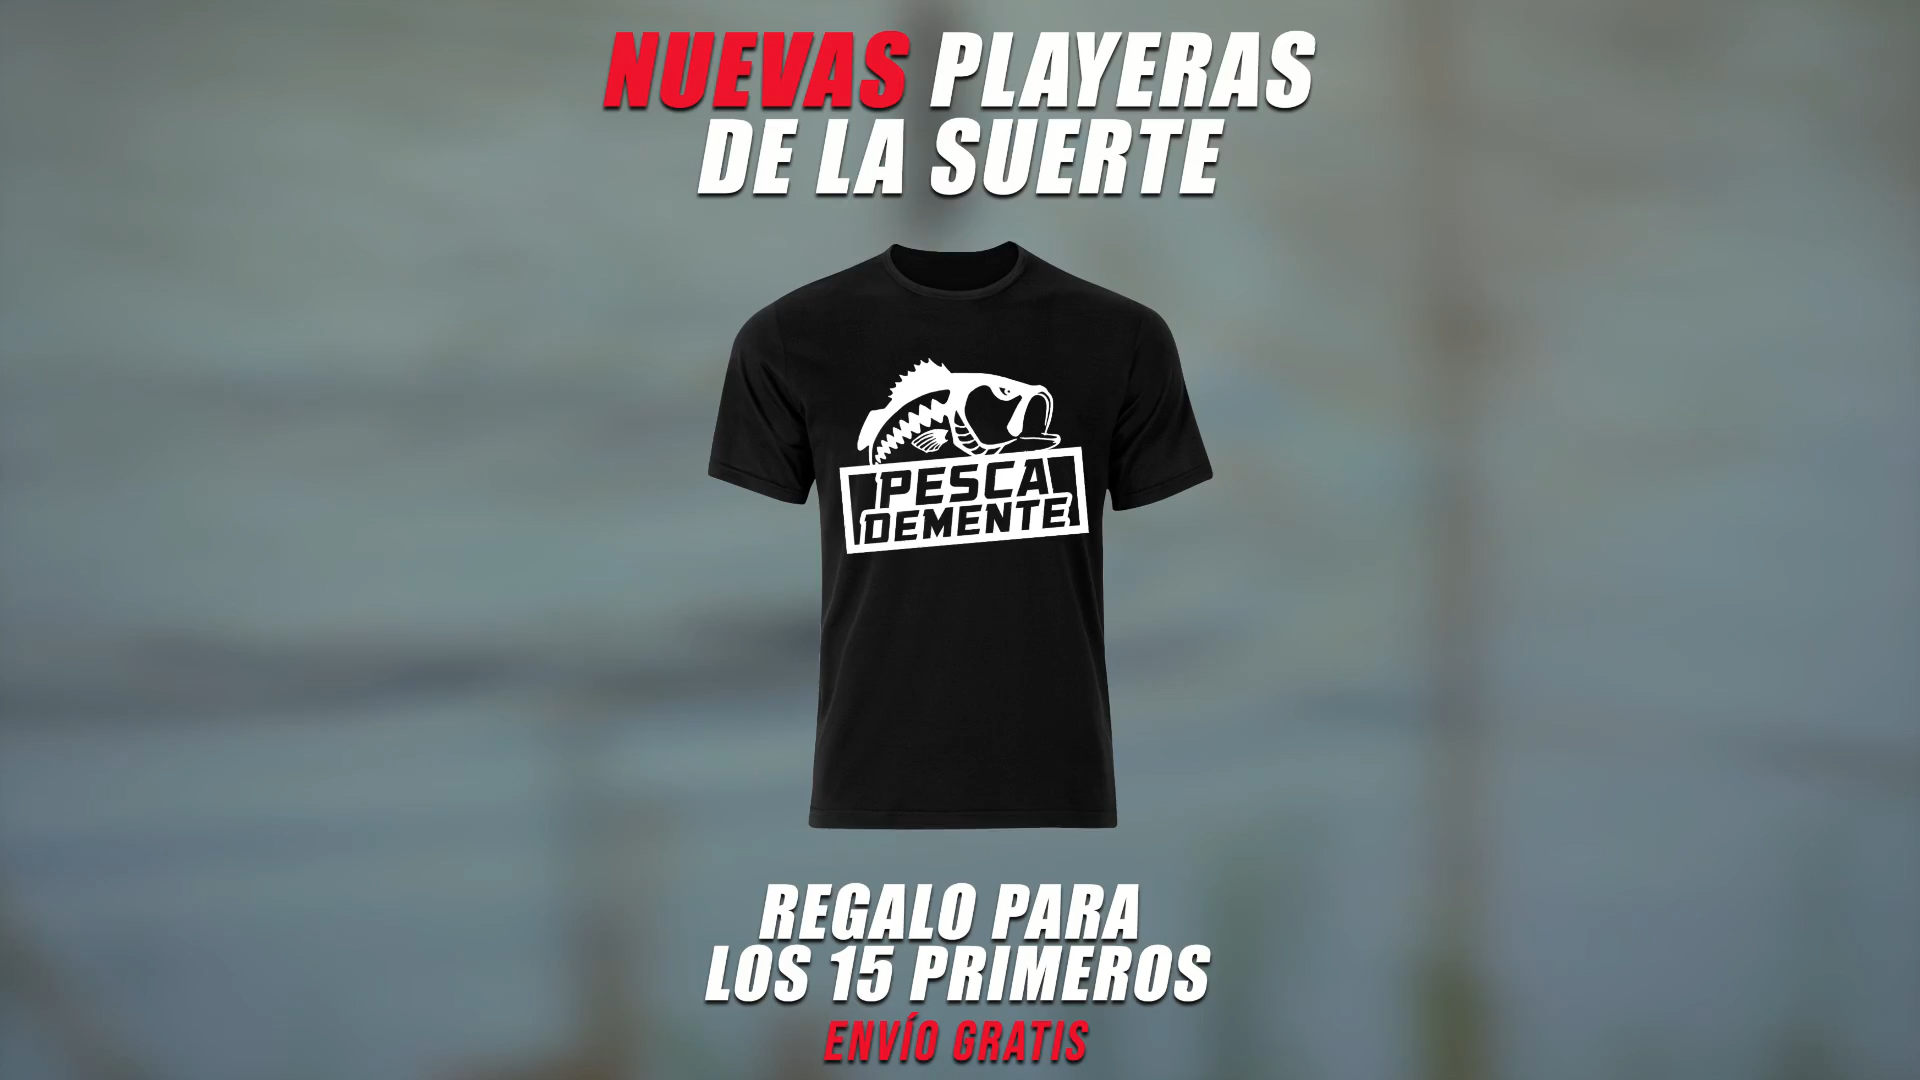 NUEVAS PLAYERAS
DE LA SUERTE
PESCA
DEMENTE
REGALO PARA
LOS 15 PRIMEROS
ENVÍO GRATIS